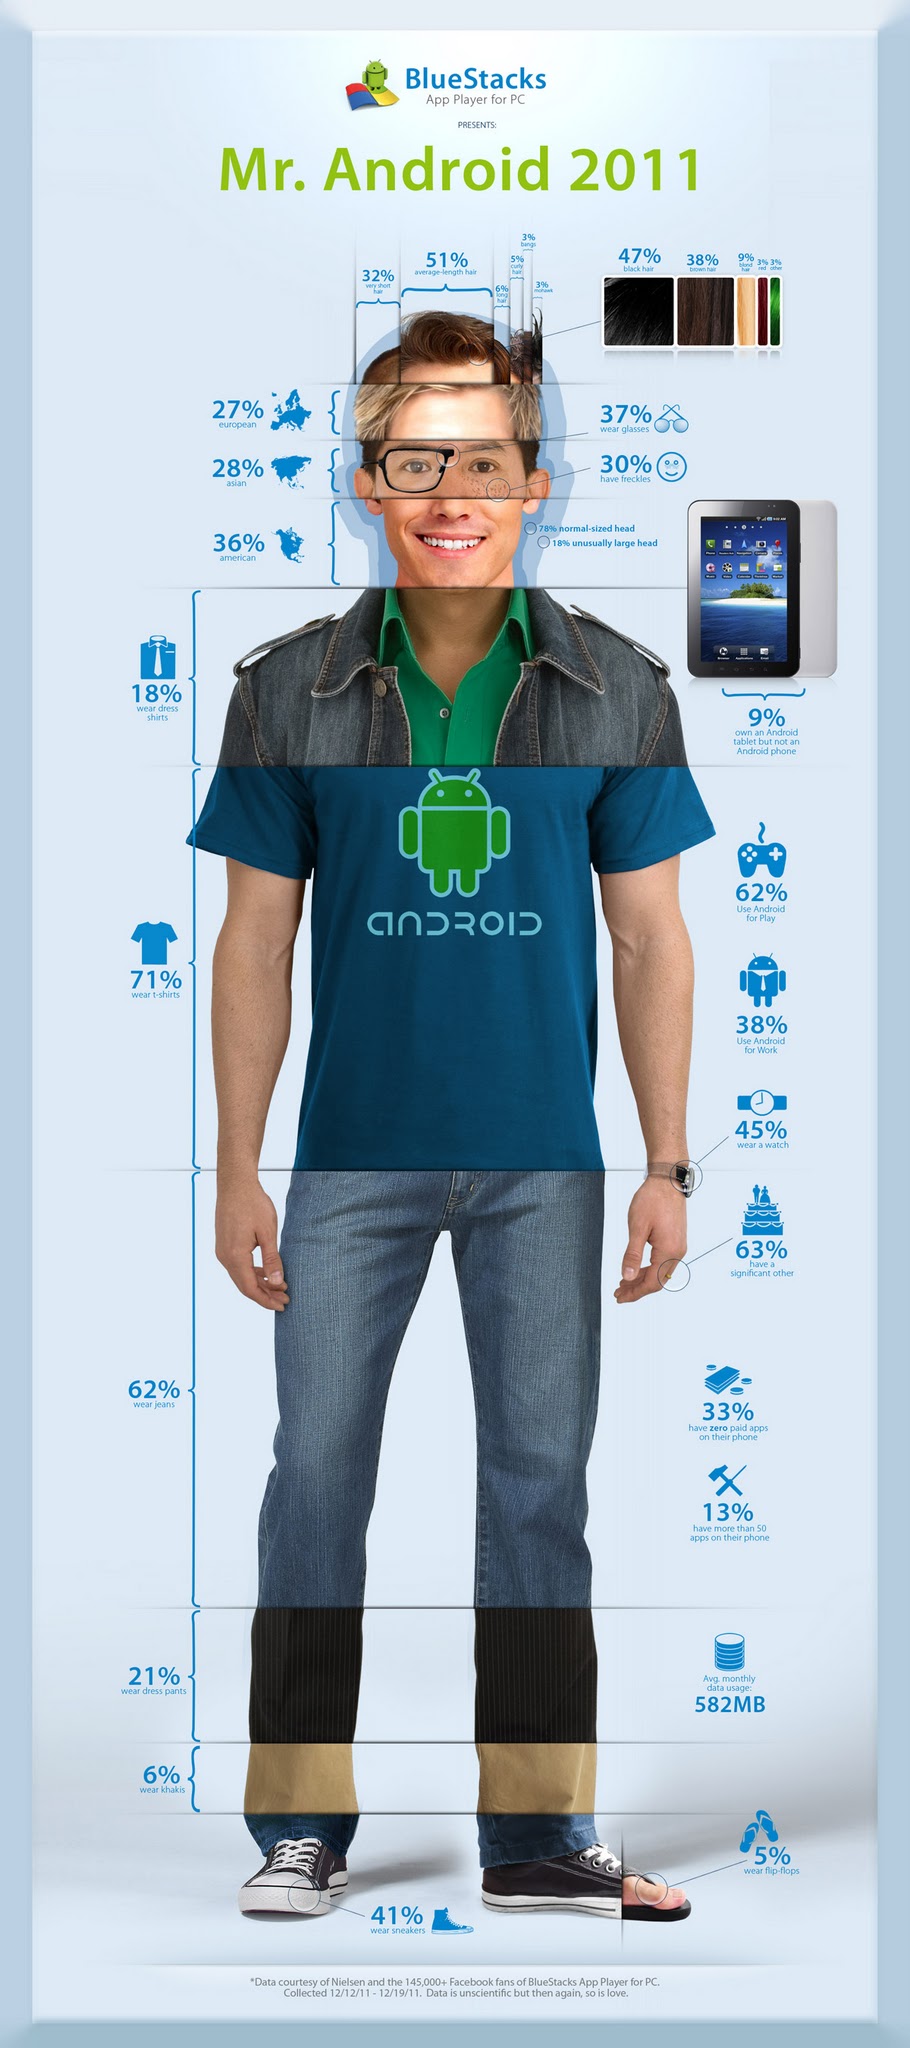 BlueStacks
App Player for PC
PRESENTS:
Mr. Android 2011
32%
very short
hair
51%
average-length hair
6%
long
hair
5%
curly
hair
3%
bangs
3%
mohawk
47%
black hair
38%
brown hair
9%
blond
hair
3%
red
3%
other
27%
european
37%
wear glasses
28%
asian
30%
have freckles
36%
american
78% normal-sized head
18% unusually large head
18%
wear dress
shirts
9%
own an Android
tablet but not an
Android phone
ANDROID
62%
Use Android
for Play
71%
wear t-shirts
38%
Use Android
for Work
45%
wear a watch
63%
have a
significant other
62%
wear jeans
33%
have zero paid apps
on their phone
13%
have more than 50
apps on their phone
21%
wear dress pants
Avg. monthly
data usage:
582MB
6%
wear khakis
5%
wear flip-flops
41%
wear sneakers
*Data courtesy of Nielsen and the 145,000+ Facebook fans of BlueStacks App Player for PC.
Collected 12/12/11 - 12/19/11. Data is unscientific but then again, so is love.